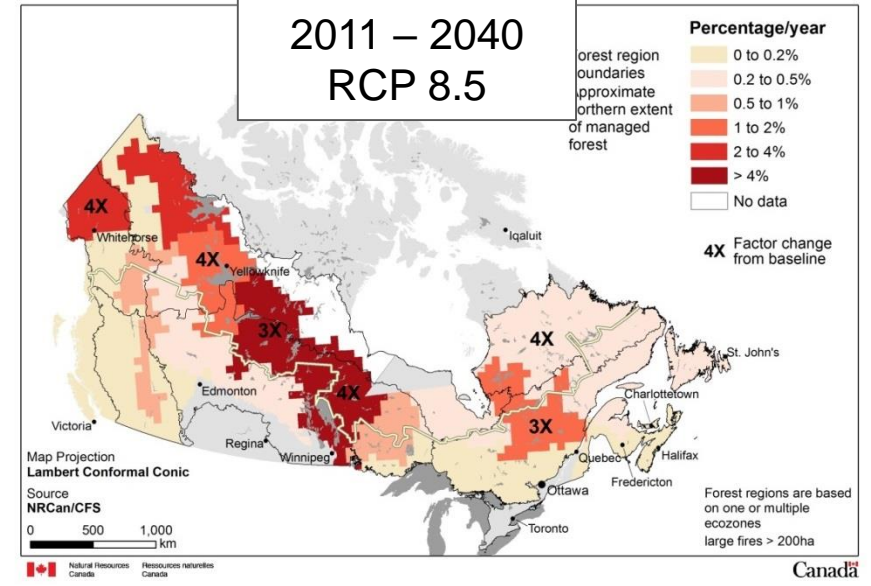 2011 – 2040
RCP 8.5
orest region
oundaries
pproximate
orthern extent
of managed
forest
Percentage/year
0 to 0.2%
0.2 to 0.5%
0.5 to 1%
1 to 2%
2 to 4%
> 4%
No data
4X Factor change
from baseline
4X
Whitehorse
4X
Yellowknife
3X
4X
Iqaluit
4X
3X
St. John's
Charlottetown
Halifax
Fredericton
Quebec
Ottawa
Toronto
Edmonton
Victoria
Regina
Winnipeg
Map Projection
Lambert Conformal Conic
Source
NRCan/CFS
0 500 1,000
km
Forest regions are based
on one or multiple
ecozones
large fires > 200ha
Natural Resources Ressources naturelles
Canada Canada
Canada